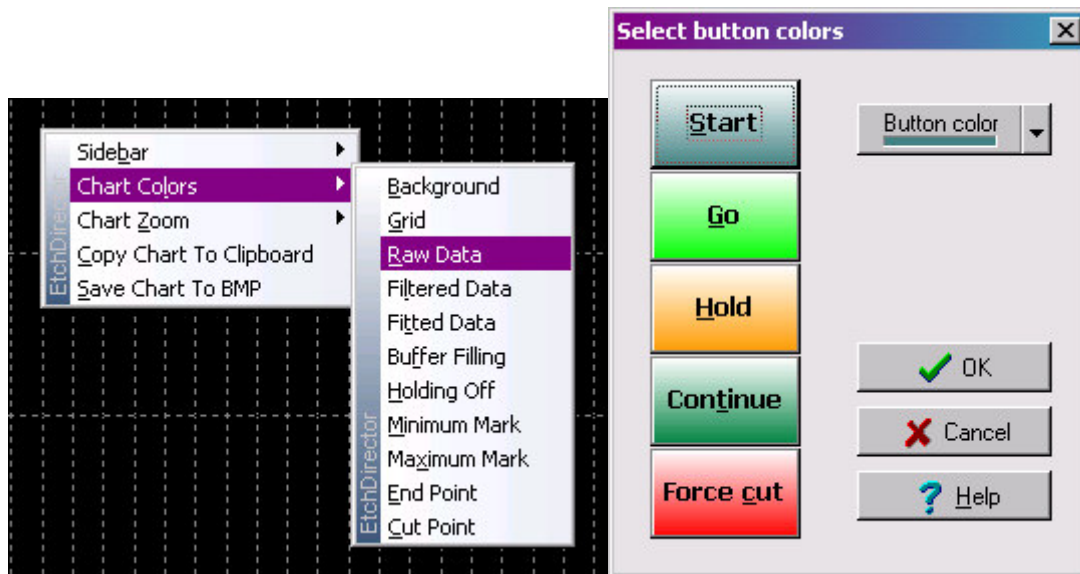 Sidebar
Chart Colors
Chart Zoom
Copy Chart To Clipboard
Save Chart To BMP
EtchDirector
Background
Grid
Raw Data
Filtered Data
Fitted Data
Buffer Filling
Holding Off
Minimum Mark
Maximum Mark
End Point
Cut Point
EtchDirector
Select button colors
Start
Go
Hold
Continue
Force cut
Button color
OK
Cancel
Help